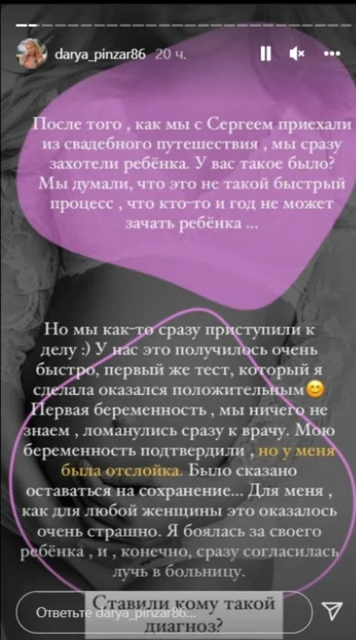 darya_pinzar86 20 ч.
После того , как мы с Сергеем приехали
из свадебного путешествия , мы сразу
захотели ребёнка. У вас такое было?
Мы думали, что это не такой быстрый
процесс , что кто-то и год не может
зачать ребёнка ...
Но мы как-то сразу приступили к
делу :) У нас это получилось очень
быстро, первый же тест, который я
сделала оказался положительным😊
Первая беременность , мы ничего не
знаем , ломанулись сразу к врачу. Мою
беременность подтвердили , но у меня
была отслойка. Было сказано
оставаться на сохранение... Для меня ,
как для любой женщины это оказалось
очень страшно. Я боялась за своего
ребёнка , и , конечно, сразу согласилась
лучь в больницу.
Ставили кому такой
диагноз?
Ответьте darya_pinzar86...